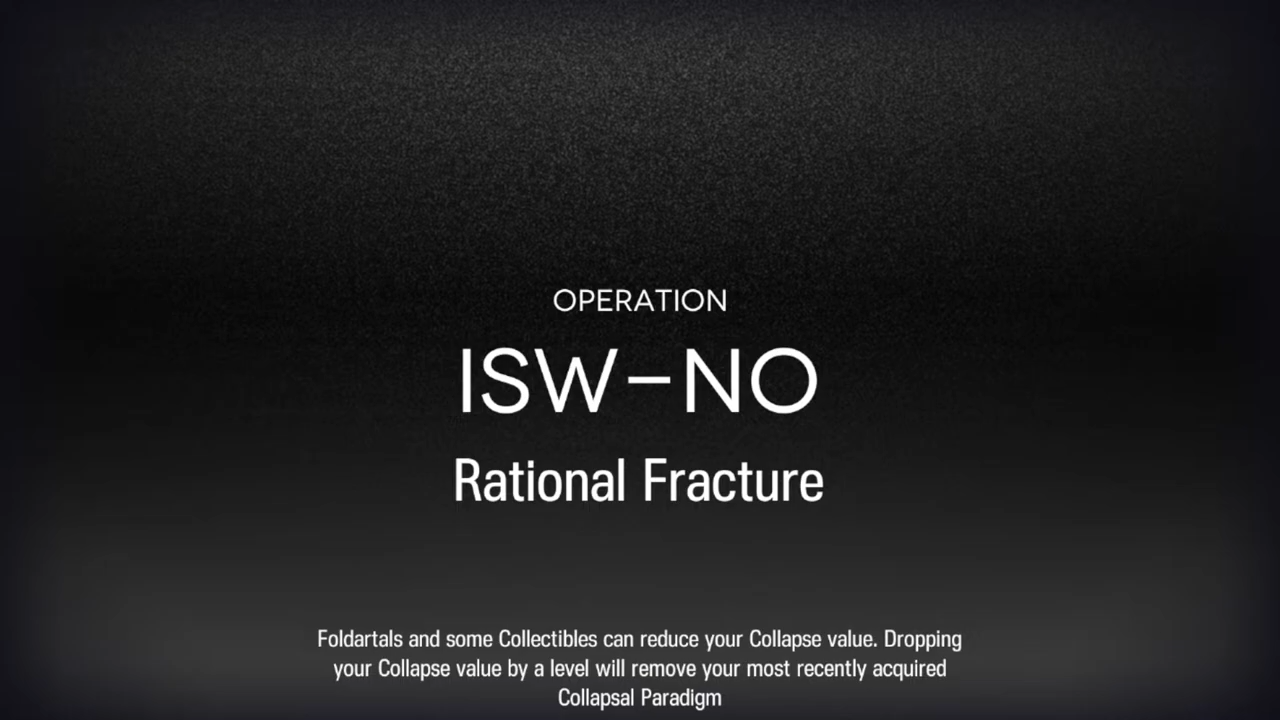 OPERATION
ISW-NO
Rational Fracture
Foldartals and some Collectibles can reduce your Collapse value. Dropping
your Collapse value by a level will remove your most recently acquired
Collapsal Paradigm